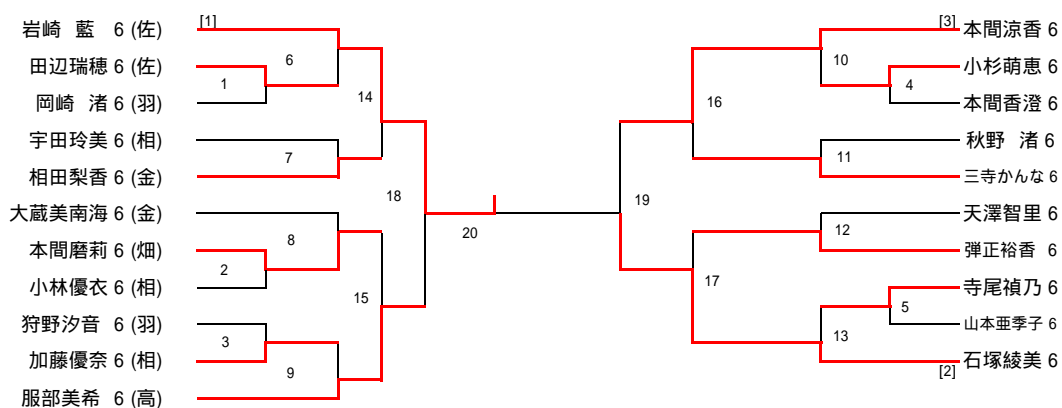 岩崎 藍 6 (佐)
[1]
田辺瑞穂 6 (佐)
岡崎 渚 6 (羽)
宇田玲美 6 (相)
相田梨香 6 (金)
大蔵美南海 6 (金)
本間磨莉 6 (畑)
小林優衣 6 (相)
狩野汐音 6 (羽)
加藤優奈 6 (相)
服部美希 6 (高)
6
1
14
7
18
8
2
15
3
9
20
[3]
本間涼香 6
小杉萌恵 6
本間香澄 6
秋野 渚 6
三寺かんな 6
天澤智里 6
弾正裕香 6
寺尾禎乃 6
山本亜季子 6
石塚綾美 6
[2]
10
4
16
11
19
12
17
5
13